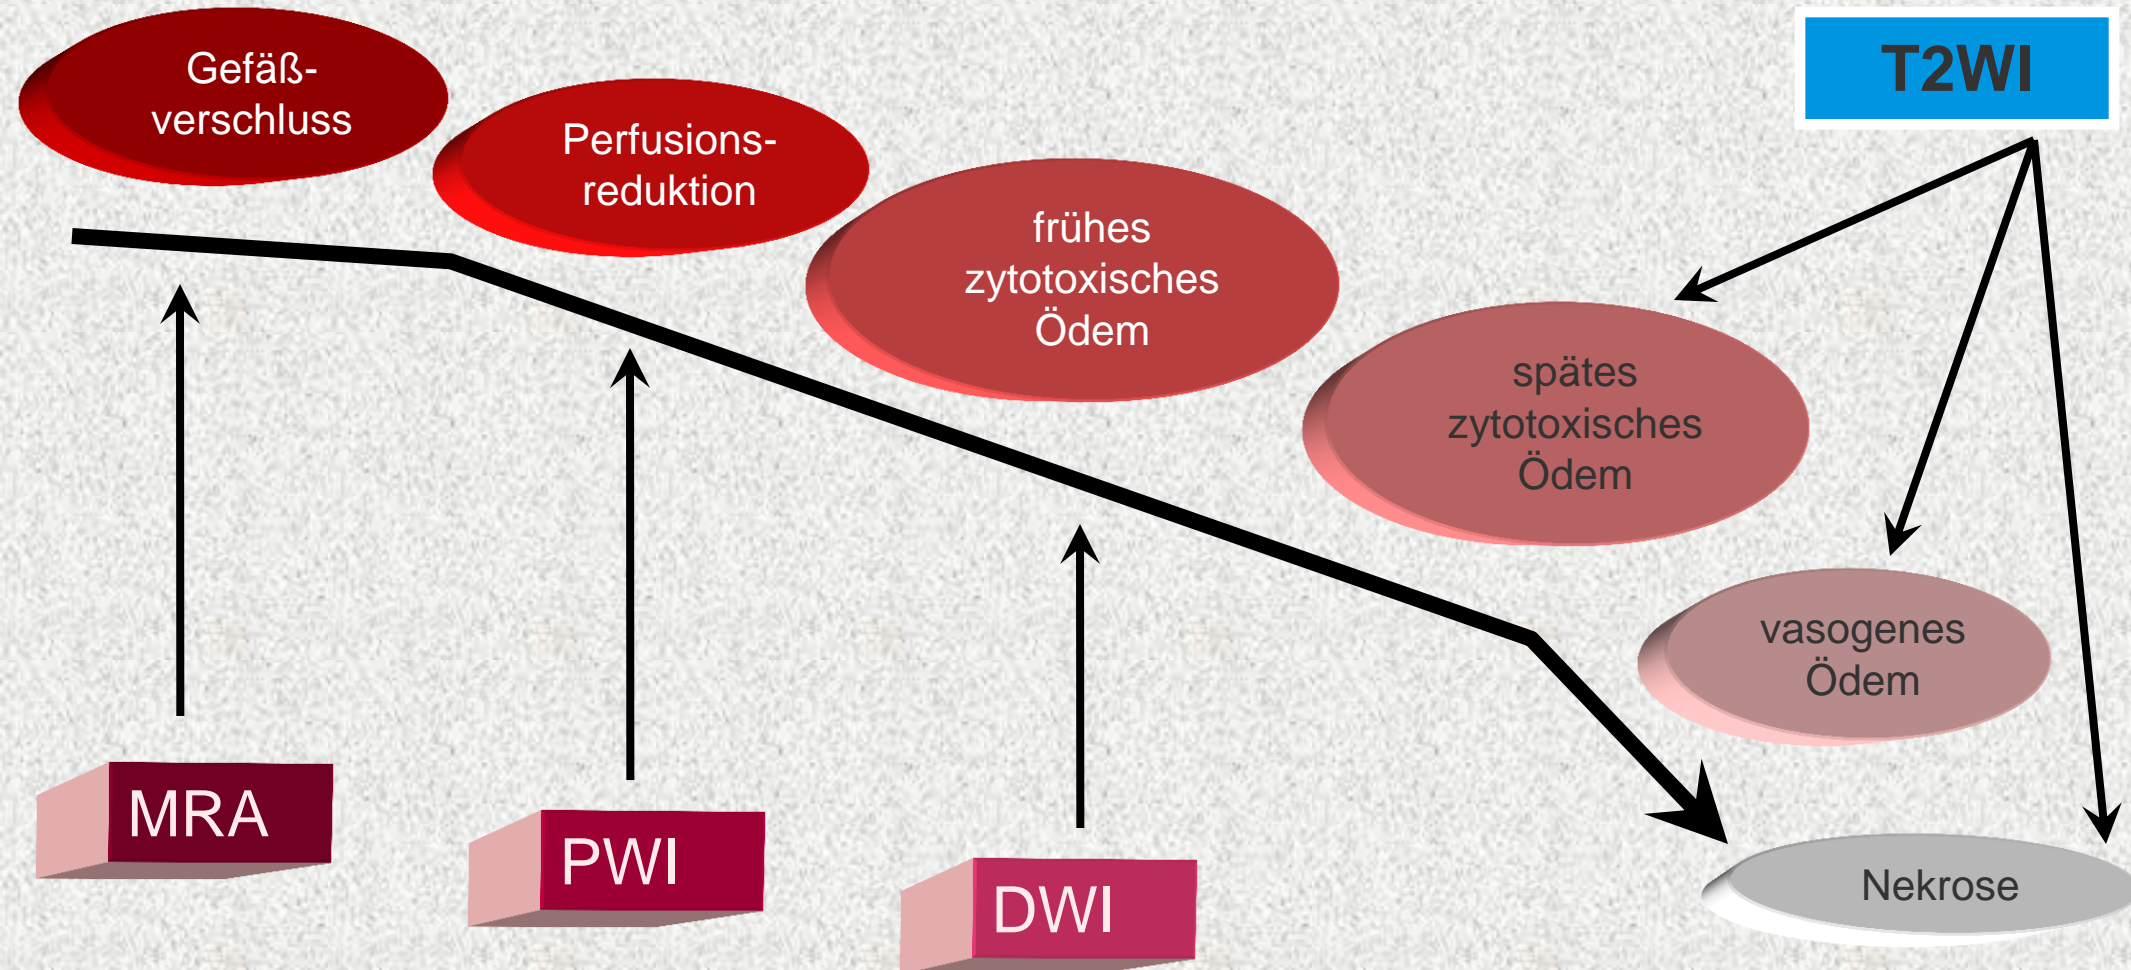 Gefäß-
verschluss
Perfusions-
reduktion
frühes
zytotoxisches
Ödem
T2WI
spätes
zytotoxisches
Ödem
vasogenes
Ödem
Nekrose
MRA
PWI
DWI